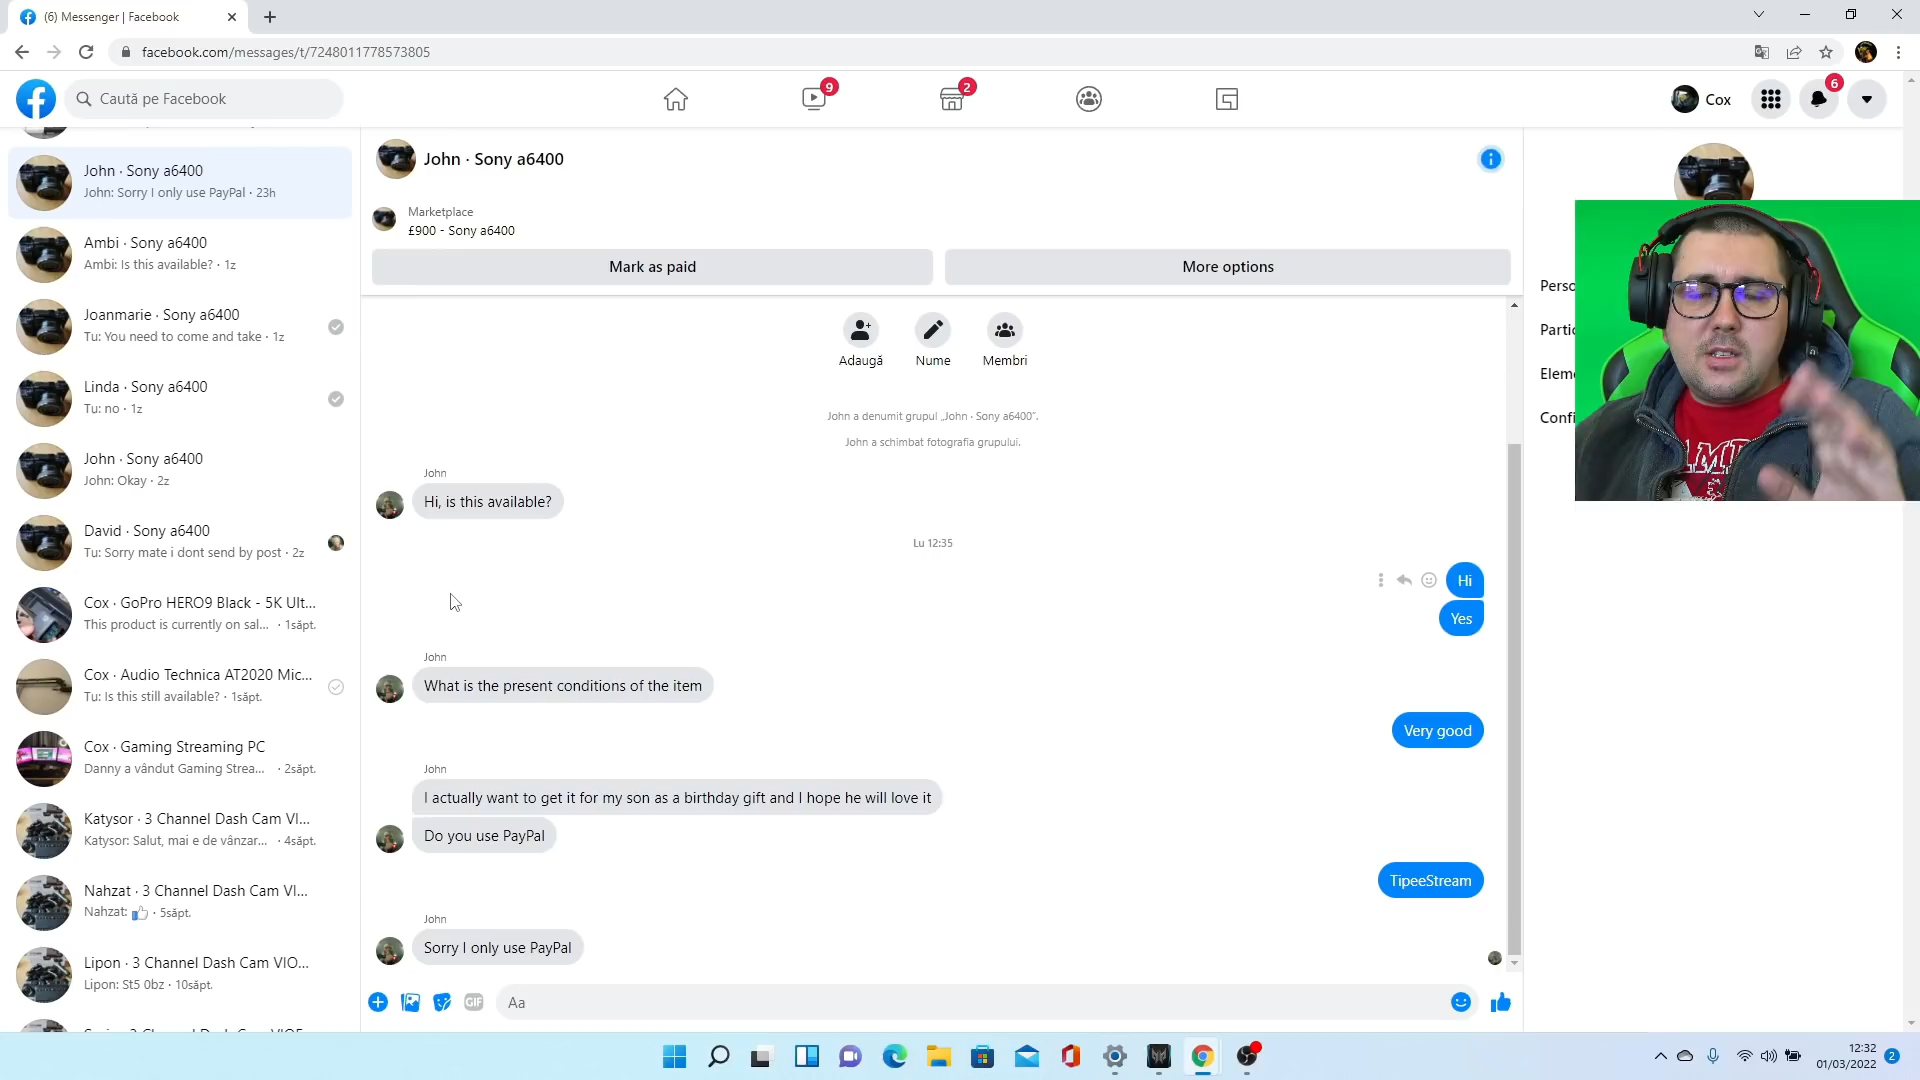 (6) Messenger | Facebook
facebook.com/messages/t/7248011778573805
Caută pe Facebook
9
2
Cox
6
John · Sony a6400
John: Sorry I only use PayPal · 23h
Ambi · Sony a6400
Ambi: Is this available? · 1z
Joanmarie · Sony a6400
Tu: You need to come and take · 1z
Linda · Sony a6400
Tu: no · 1z
John · Sony a6400
John: Okay · 2z
David · Sony a6400
Tu: Sorry mate i dont send by post · 2z
Cox · GoPro HERO9 Black - 5K Ult...
This product is currently on sal... · 1săpt.
Cox · Audio Technica AT2020 Mic...
Tu: Is this still available? · 1săpt.
Cox · Gaming Streaming PC
Danny a vândut Gaming Strea... · 2săpt.
Katysor · 3 Channel Dash Cam VI...
Katysor: Salut, mai e de vânzar... · 4săpt.
Nahzat · 3 Channel Dash Cam VI...
Nahzat: · 5săpt.
Lipon · 3 Channel Dash Cam VIO...
Lipon: St5 0bz · 10săpt.
John · Sony a6400
Marketplace
£900 - Sony a6400
Mark as paid
More options
Adaugă
Nume
Membri
John a denumit grupul „John · Sony a6400”.
John a schimbat fotografia grupului.
John
Hi, is this available?
Lu 12:35
Hi
Yes
John
What is the present conditions of the item
Very good
John
I actually want to get it for my son as a birthday gift and I hope he will love it
Do you use PayPal
TipeeStream
John
Sorry I only use PayPal
GIF
Aa
Perso
Partic
Eleme
Confi
12:32
01/03/2022
2